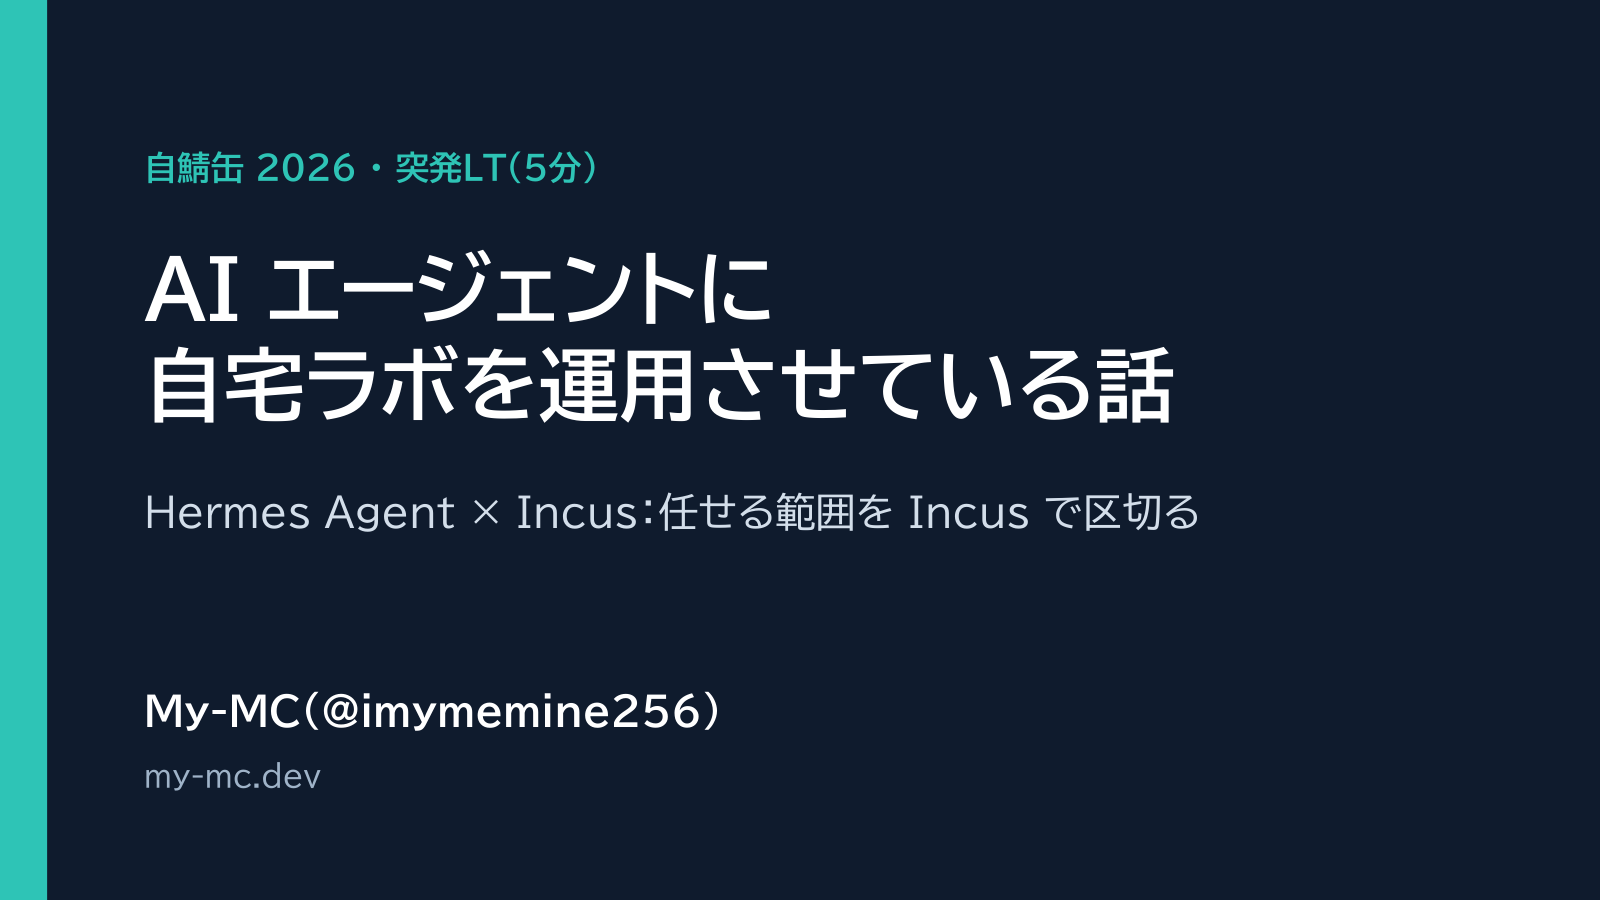 自鯖缶 2026・突発LT(5分)
AI エージェントに
自宅ラボを運用させている話
Hermes Agent × Incus：任せる範囲を Incus で区切る
My-MC(@imymemine256)
my-mc.dev